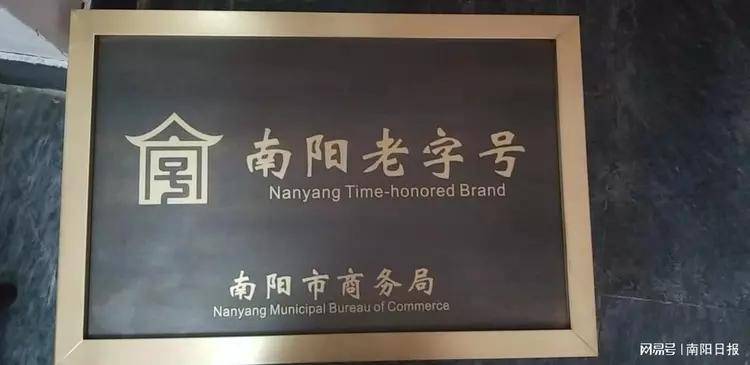 南阳老字号
Nanyang Time-honored Brand
南阳市商务局
Nanyang Municipal Bureau of Commerce
网易号 | 南阳日报